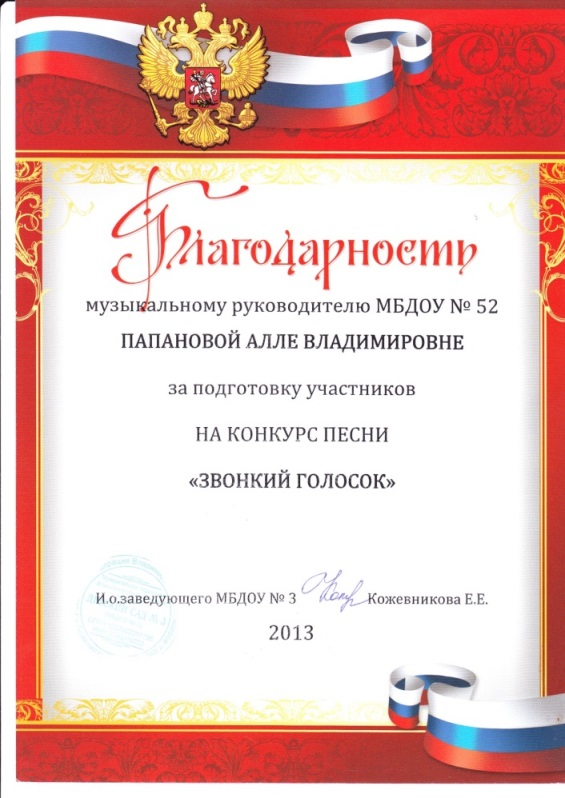 Благодарность
музыкальному руководителю МБДОУ № 52
ПАПАНОВОЙ АЛЛЕ ВЛАДИМИРОВНЕ
за подготовку участников
НА КОНКУРС ПЕСНИ
«ЗВОНКИЙ ГОЛОСОК»
И.о.заведующего МБДОУ № 3 Кожевникова Е.Е.
2013